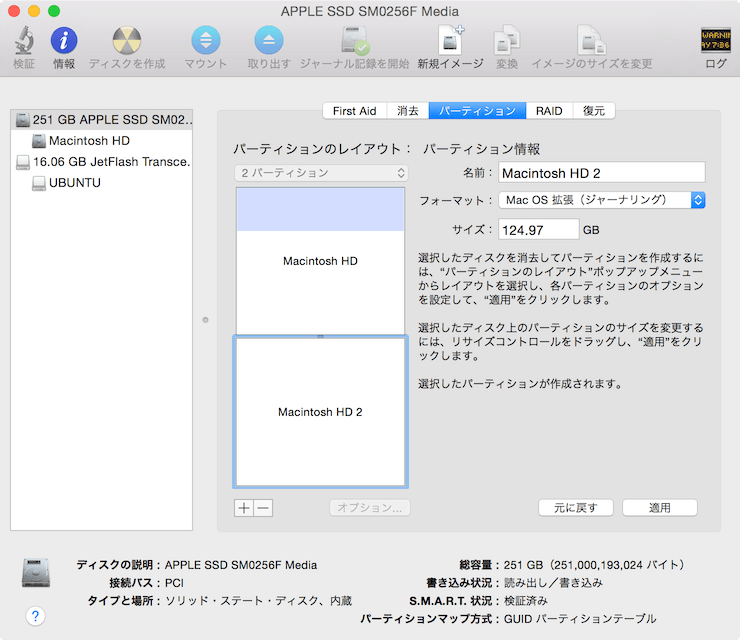 APPLE SSD SM0256F Media
検証
情報
ディスクを作成
マウント
取り出す
ジャーナル記録を開始
新規イメージ
変換
イメージのサイズを変更
WARNIN
AY 7:36
ログ
251 GB APPLE SSD SM02...
Macintosh HD
16.06 GB JetFlash Transce...
UBUNTU
First Aid
消去
パーティション
RAID
復元
パーティションのレイアウト：
2 パーティション
Macintosh HD
Macintosh HD 2
オプション...
パーティション情報
名前： Macintosh HD 2
フォーマット： Mac OS 拡張（ジャーナリング）
サイズ： 124.97 GB
選択したディスクを消去してパーティションを作成するに
は、“パーティションのレイアウト”ポップアップメニュー
からレイアウトを選択し、各パーティションのオプション
を設定して、“適用”をクリックします。
選択したディスク上のパーティションのサイズを変更する
には、リサイズコントロールをドラッグし、“適用”をクリ
ックします。
選択したパーティションが作成されます。
元に戻す
適用
ディスクの説明： APPLE SSD SM0256F Media
接続バス： PCI
タイプと場所： ソリッド・ステート・ディスク、内蔵
総容量： 251 GB（251,000,193,024 バイト）
書き込み状況： 読み出し／書き込み
S.M.A.R.T. 状況： 検証済み
パーティションマップ方式： GUID パーティションテーブル
?